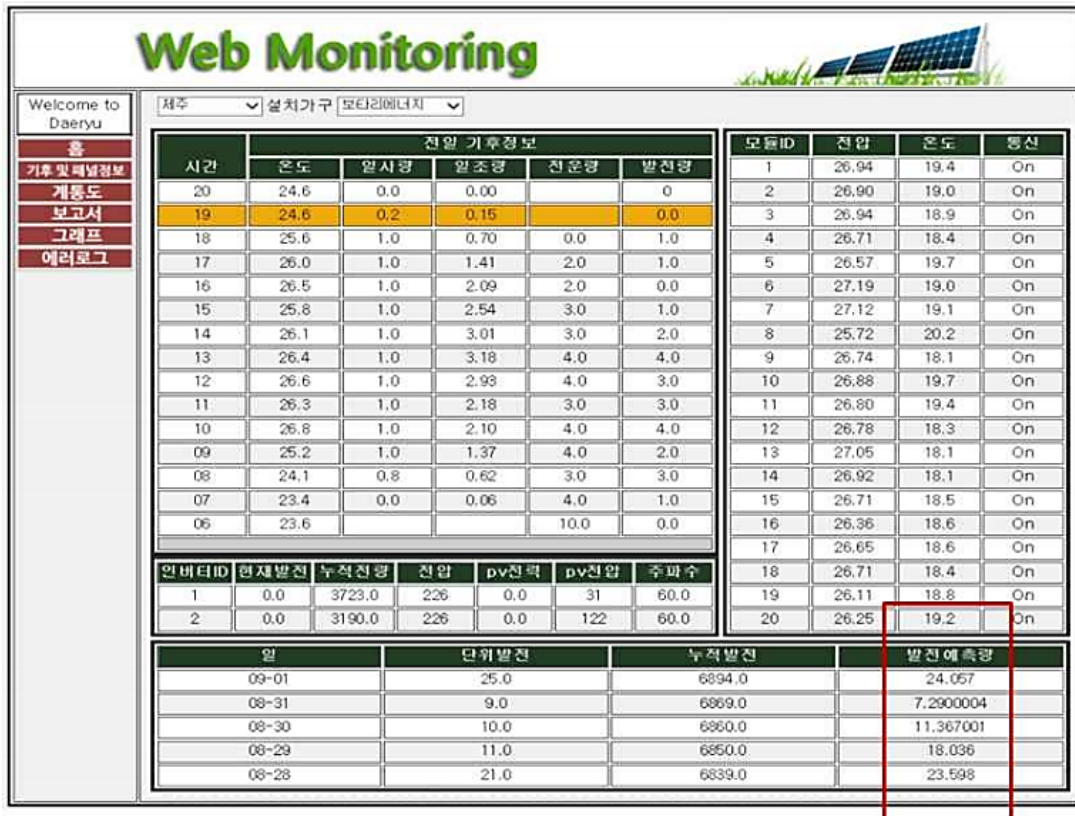 Web Monitoring
Welcome to
Daeryu
홈
기후 및 패널정보
계통도
보고서
그래프
에러로그
제주 설치가구 모타리에너지
시간 전일 기후정보
온도 일사량 일조량 전운량 발전량
20 24.6 0.0 0.00 0
19 24.6 0.2 0.15 0.0
18 25.6 1.0 0.70 0.0 1.0
17 26.0 1.0 1.41 2.0 1.0
16 26.5 1.0 2.09 2.0 0.0
15 25.8 1.0 2.54 3.0 1.0
14 26.1 1.0 3.01 3.0 2.0
13 26.4 1.0 3.18 4.0 4.0
12 26.6 1.0 2.93 4.0 3.0
11 26.3 1.0 2.18 3.0 3.0
10 26.8 1.0 2.10 4.0 4.0
09 25.2 1.0 1.37 4.0 2.0
08 24.1 0.8 0.62 3.0 3.0
07 23.4 0.0 0.06 4.0 1.0
06 23.6 10.0 0.0
인버터ID 현재발전 누적전량 전압 pv전력 pv전압 주파수
1 0.0 3723.0 226 0.0 31 60.0
2 0.0 3190.0 226 0.0 122 60.0
모듈ID 전압 온도 통신
1 26.94 19.4 On
2 26.90 19.0 On
3 26.94 18.9 On
4 26.71 18.4 On
5 26.57 19.7 On
6 27.19 19.0 On
7 27.12 19.1 On
8 25.72 20.2 On
9 26.74 18.1 On
10 26.88 19.7 On
11 26.80 19.4 On
12 26.78 18.3 On
13 27.05 18.1 On
14 26.92 18.1 On
15 26.71 18.5 On
16 26.36 18.6 On
17 26.65 18.6 On
18 26.71 18.4 On
19 26.11 18.8 On
20 26.25 19.2 On
일 단위발전 누적발전 발전예측량
09-01 25.0 6894.0 24.057
08-31 9.0 6869.0 7.2900004
08-30 10.0 6860.0 11.367001
08-29 11.0 6850.0 18.036
08-28 21.0 6839.0 23.598